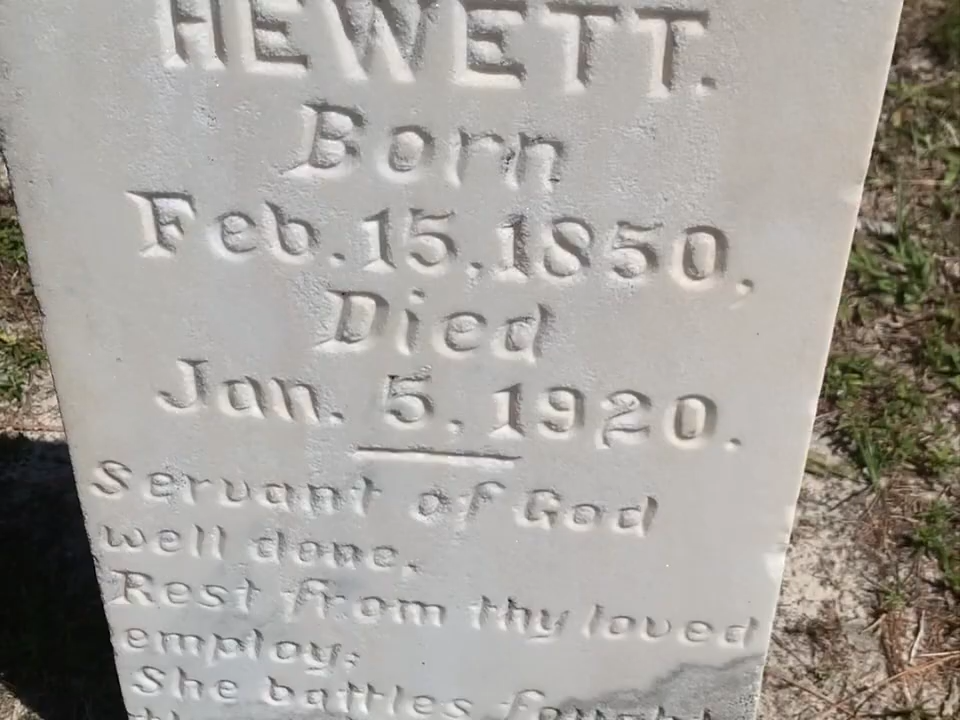 HEWETT.
Born
Feb. 15, 1850,
Died
Jan. 5, 1920.
Servant of God
well done,
Rest from thy loved
employ;
She battles fought